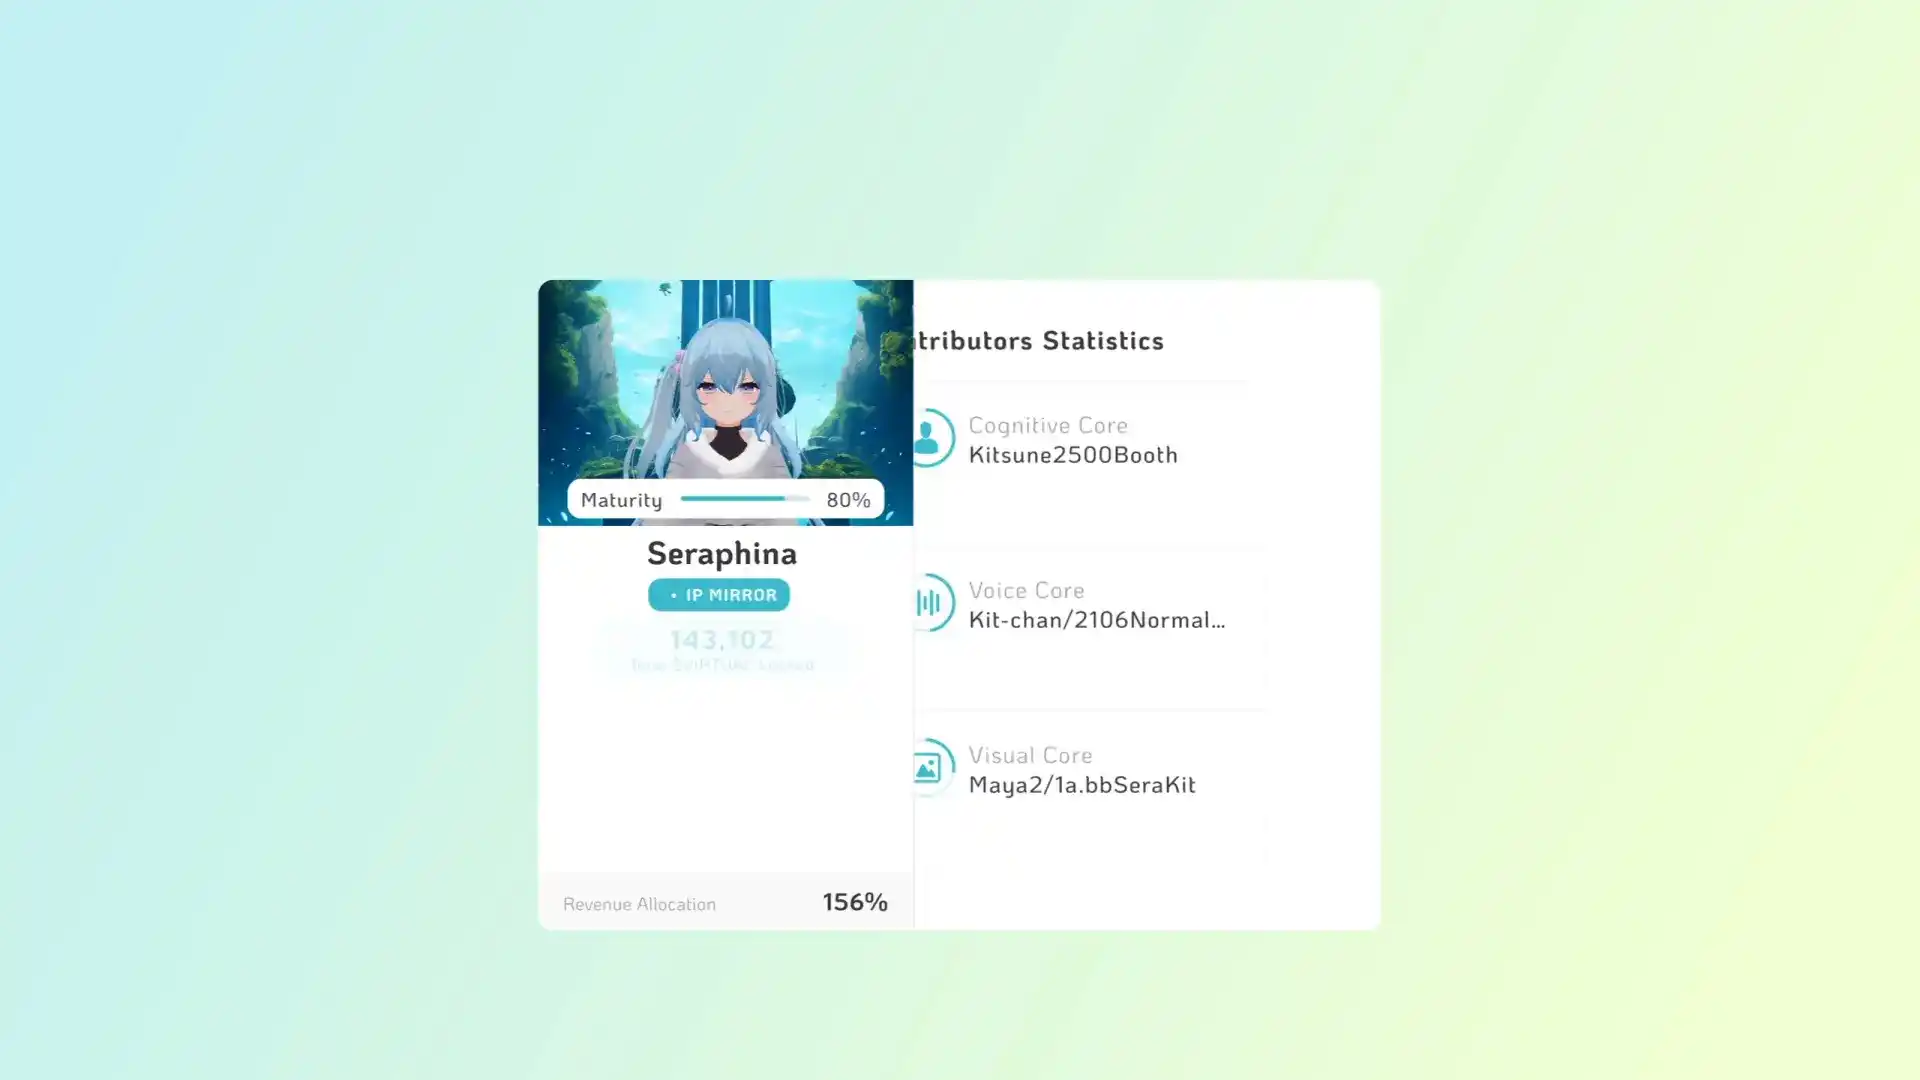 Maturity 80%
Seraphina
• IP MIRROR
143,102
Revenue Allocation 156%
tributors Statistics
Cognitive Core
Kitsune2500Booth
Voice Core
Kit-chan/2106Normal...
Visual Core
Maya2/1a.bbSeraKit